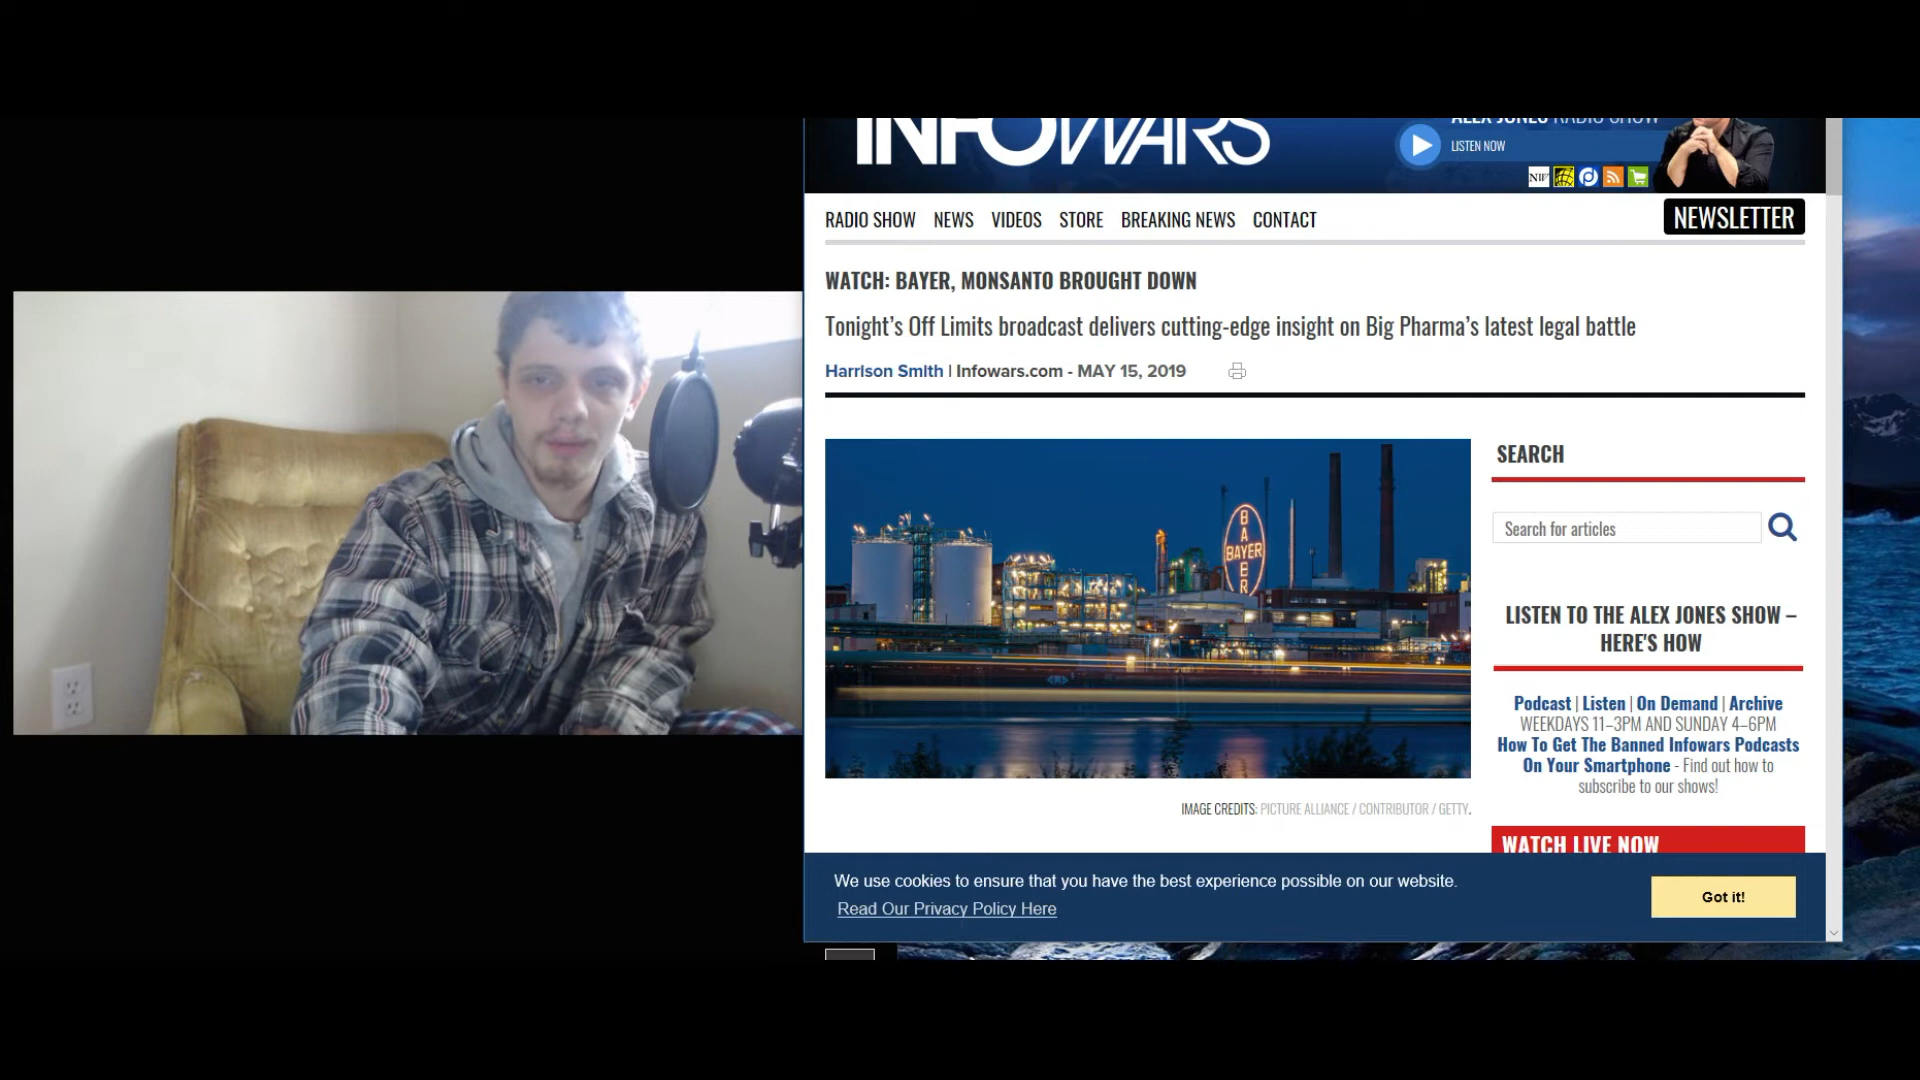 INFOWARS
ALEX JONES RADIO SHOW
LISTEN NOW
RADIO SHOW NEWS VIDEOS STORE BREAKING NEWS CONTACT
NEWSLETTER
WATCH: BAYER, MONSANTO BROUGHT DOWN
Tonight's Off Limits broadcast delivers cutting-edge insight on Big Pharma's latest legal battle
Harrison Smith | Infowars.com - MAY 15, 2019
BAYER
BAYER
SEARCH
Search for articles
LISTEN TO THE ALEX JONES SHOW –
HERE'S HOW
Podcast | Listen | On Demand | Archive
WEEKDAYS 11–3PM AND SUNDAY 4–6PM
How To Get The Banned Infowars Podcasts
On Your Smartphone - Find out how to
subscribe to our shows!
IMAGE CREDITS: PICTURE ALLIANCE / CONTRIBUTOR / GETTY.
WATCH LIVE NOW
We use cookies to ensure that you have the best experience possible on our website.
Read Our Privacy Policy Here
Got it!